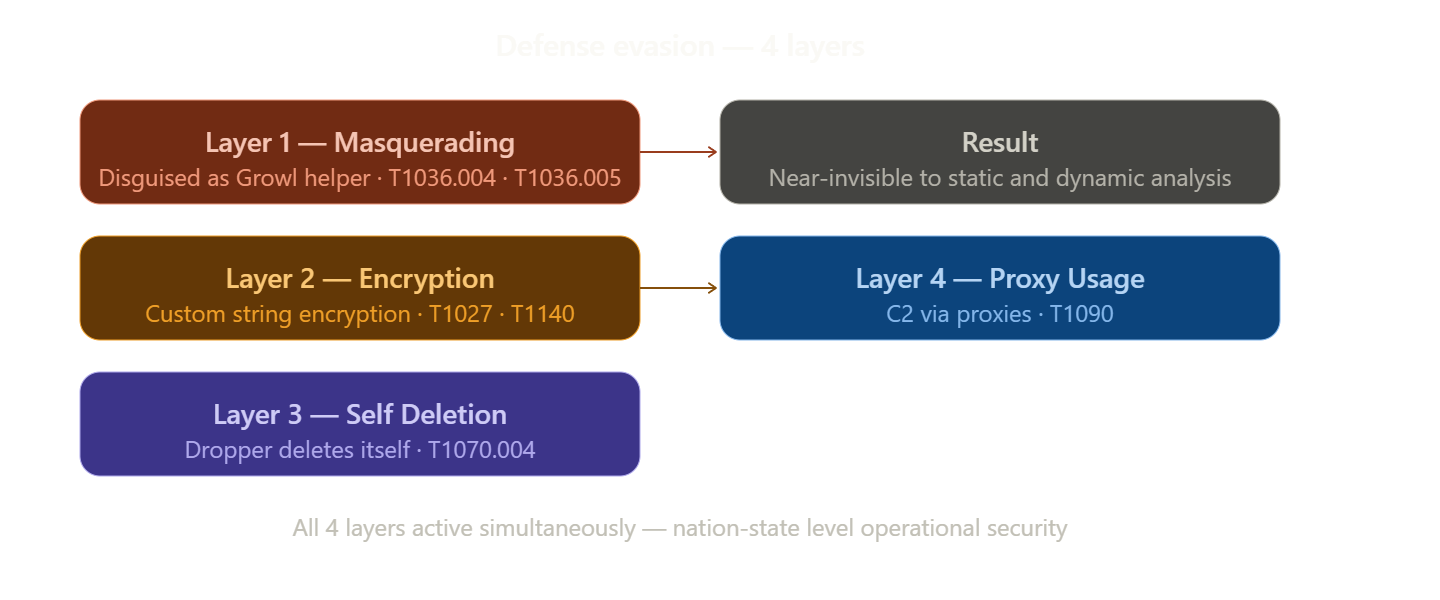 Defense evasion — 4 layers
Layer 1 — Masquerading
Disguised as Growl helper · T1036.004 · T1036.005
Result
Near-invisible to static and dynamic analysis
Layer 2 — Encryption
Custom string encryption · T1027 · T1140
Layer 4 — Proxy Usage
C2 via proxies · T1090
Layer 3 — Self Deletion
Dropper deletes itself · T1070.004
All 4 layers active simultaneously — nation-state level operational security